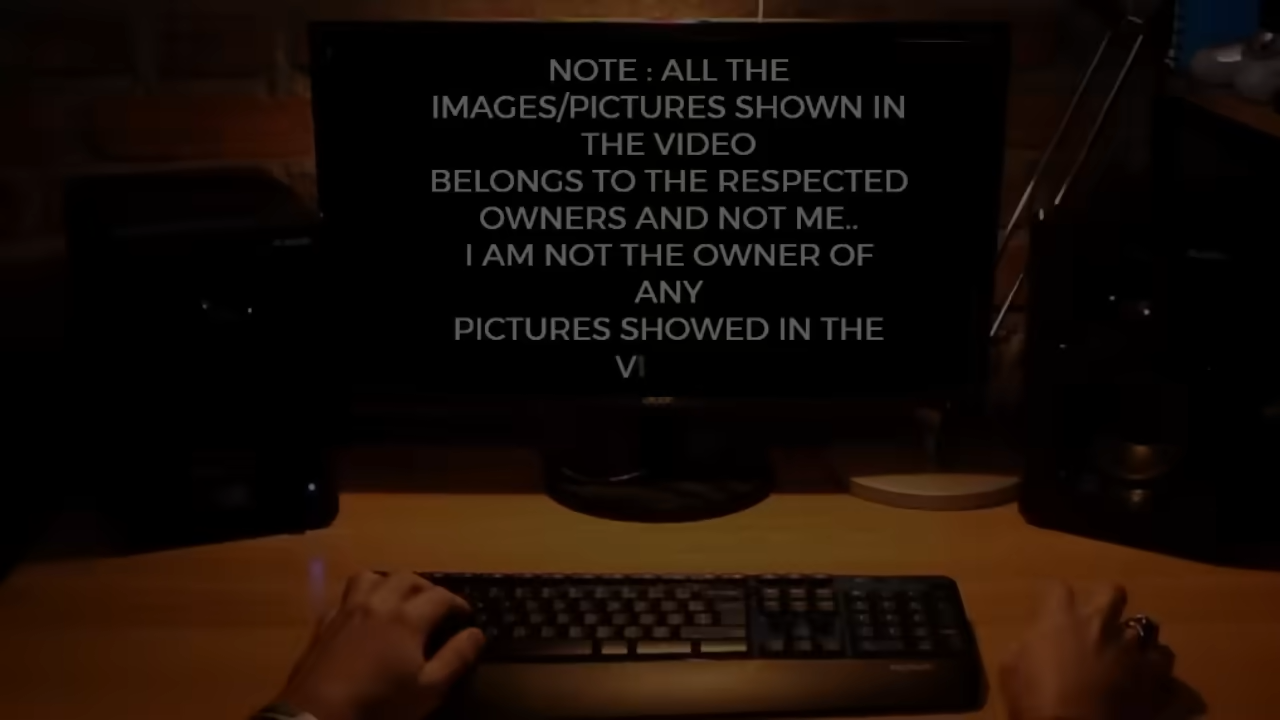 NOTE : ALL THE
IMAGES/PICTURES SHOWN IN
THE VIDEO
BELONGS TO THE RESPECTED
OWNERS AND NOT ME..
I AM NOT THE OWNER OF
ANY
PICTURES SHOWED IN THE
VI